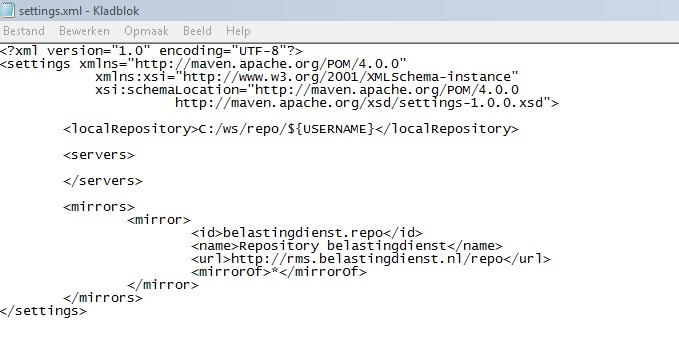 settings.xml - Kladblok
Bestand Bewerken Opmaak Beeld Help
<?xml version="1.0" encoding="UTF-8"?>
<settings xmlns="http://maven.apache.org/POM/4.0.0"
xmlns:xsi="http://www.w3.org/2001/XMLSchema-instance"
xsi:schemaLocation="http://maven.apache.org/POM/4.0.0
http://maven.apache.org/xsd/settings-1.0.0.xsd">
<localRepository>C:/ws/repo/${USERNAME}</localRepository>
<servers>
</servers>
<mirrors>
<mirror>
<id>belastingdienst.repo</id>
<name>Repository belastingdienst</name>
<url>http://rms.belastingdienst.nl/repo</url>
<mirrorOf>*</mirrorOf>
</mirror>
</mirrors>
</settings>